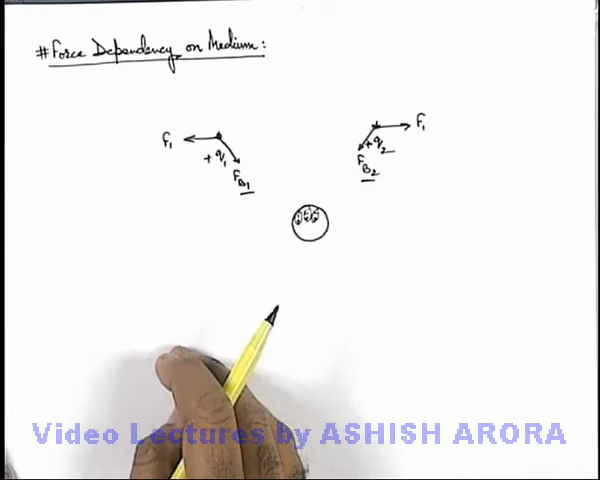 # Force Dependency on Medium :
F₁
F₁
+ q₁
+ q₂
F_B₁
F_B₂
Video Lectures by ASHISH ARORA